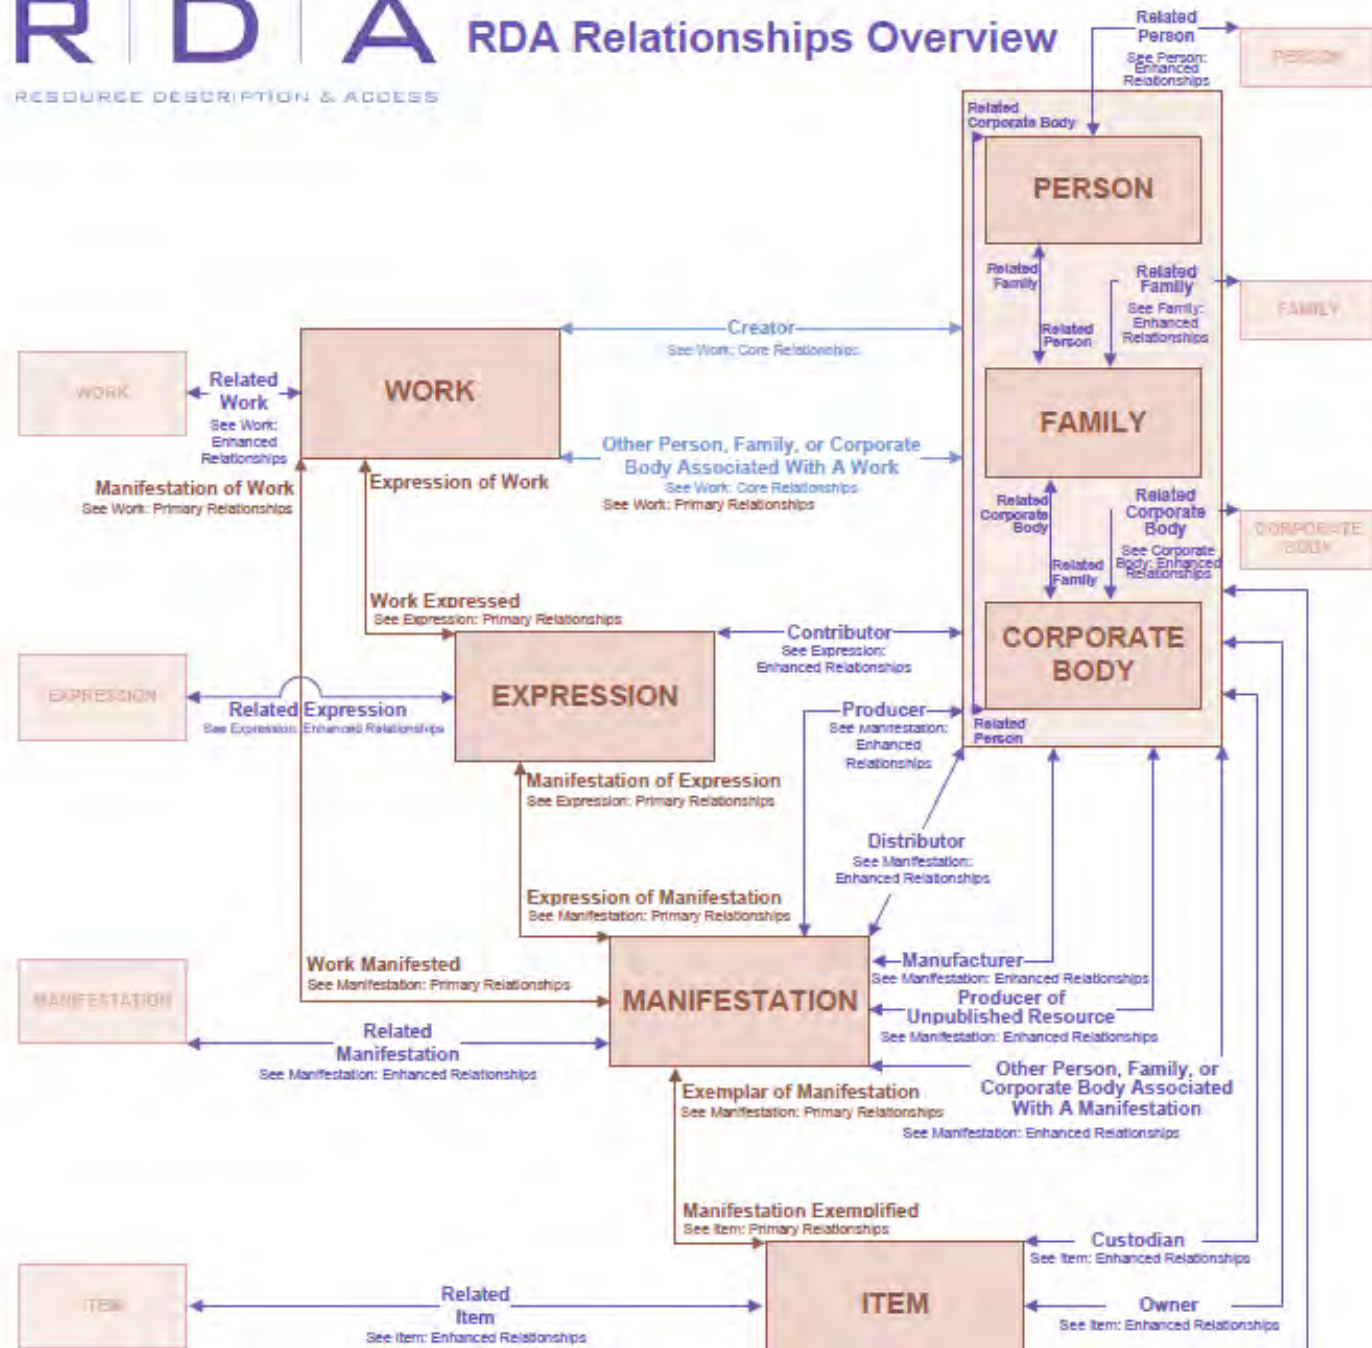 R D A
RDA Relationships Overview
RESOURCE DESCRIPTION & ACCESS
Related
Person
See Person:
Enhanced
Relationships
PERSON
Related
Corporate Body
PERSON
Related
Family
Related
Person
Related
Family
See Family:
Enhanced
Relationships
FAMILY
Creator
See Work: Core Relationships
WORK
Related
Work
See Work:
Enhanced
Relationships
WORK
FAMILY
Other Person, Family, or Corporate
Body Associated With A Work
See Work: Core Relationships
See Work: Primary Relationships
Manifestation of Work
See Work: Primary Relationships
Expression of Work
Related
Corporate
Body
Related
Family
Related
Corporate
Body
See Corporate
Body: Enhanced
Relationships
CORPORATE
BODY
Work Expressed
See Expression: Primary Relationships
Contributor
See Expression:
Enhanced Relationships
CORPORATE
BODY
EXPRESSION
Related Expression
See Expression: Enhanced Relationships
EXPRESSION
Producer
See Manifestation:
Enhanced
Relationships
Related
Person
Manifestation of Expression
See Expression: Primary Relationships
Distributor
See Manifestation:
Enhanced Relationships
Expression of Manifestation
See Manifestation: Primary Relationships
Work Manifested
See Manifestation: Primary Relationships
Manufacturer
See Manifestation: Enhanced Relationships
MANIFESTATION
MANIFESTATION
Producer of
Unpublished Resource
See Manifestation: Enhanced Relationships
Related
Manifestation
See Manifestation: Enhanced Relationships
Other Person, Family, or
Corporate Body Associated
With A Manifestation
See Manifestation: Enhanced Relationships
Exemplar of Manifestation
See Manifestation: Primary Relationships
Manifestation Exemplified
See Item: Primary Relationships
Custodian
See Item: Enhanced Relationships
ITEM
Related
Item
See Item: Enhanced Relationships
ITEM
Owner
See Item: Enhanced Relationships